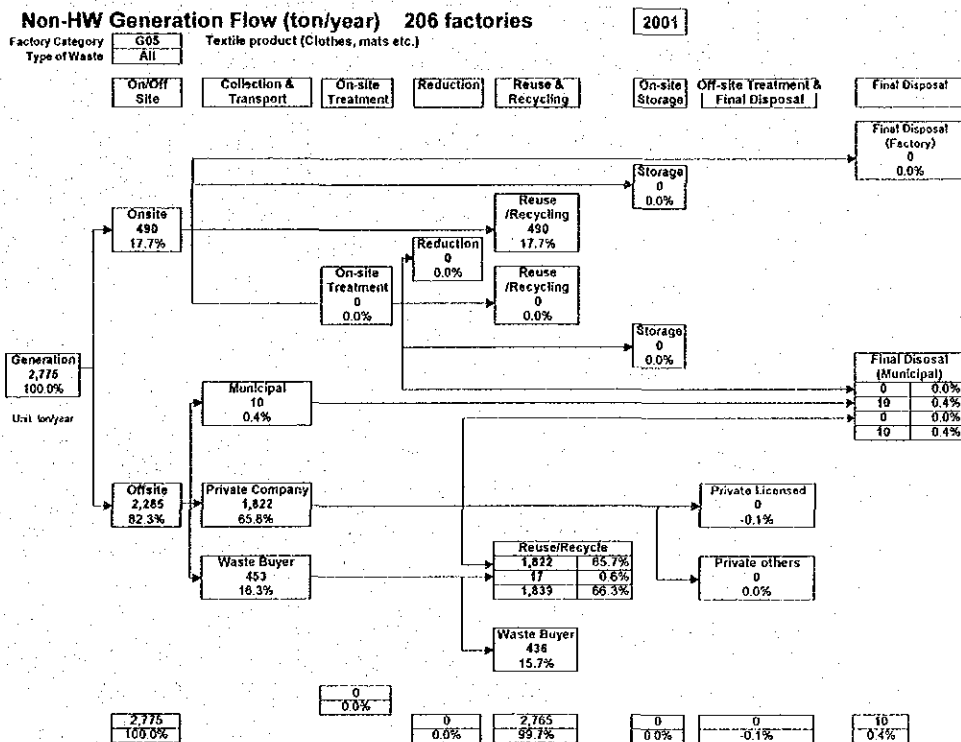 Non-HW Generation Flow (ton/year) 206 factories
2001
Factory Category G05 Textile product (Clothes, mats etc.)
Type of Waste All
On/Off Site
Collection & Transport
On-site Treatment
Reduction
Reuse & Recycling
On-site Storage
Off-site Treatment & Final Disposal
Final Disposal
Final Disposal
(Factory)
0
0.0%
Storage
0
0.0%
Onsite
490
17.7%
Reuse
/Recycling
490
17.7%
Reduction
0
0.0%
On-site
Treatment
0
0.0%
Reuse
/Recycling
0
0.0%
Storage
0
0.0%
Generation
2,775
100.0%
Unit: ton/year
Municipal
10
0.4%
Final Disosal
(Municipal)
0 0.0%
10 0.4%
0 0.0%
10 0.4%
Offsite
2,285
82.3%
Private Company
1,822
65.6%
Private Licensed
0
-0.1%
Waste Buyer
453
16.3%
Reuse/Recycle
1,822 65.7%
17 0.6%
1,839 66.3%
Private others
0
0.0%
Waste Buyer
436
15.7%
0
0.0%
2,775
100.0%
0
0.0%
2,765
99.7%
0
0.0%
0
-0.1%
10
0.4%